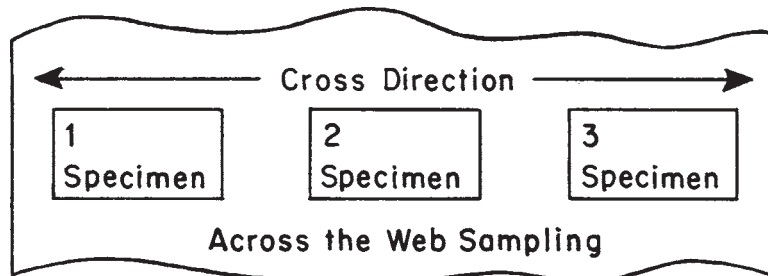 Cross Direction
1
2
3
Specimen
Specimen
Specimen
Across the Web Sampling